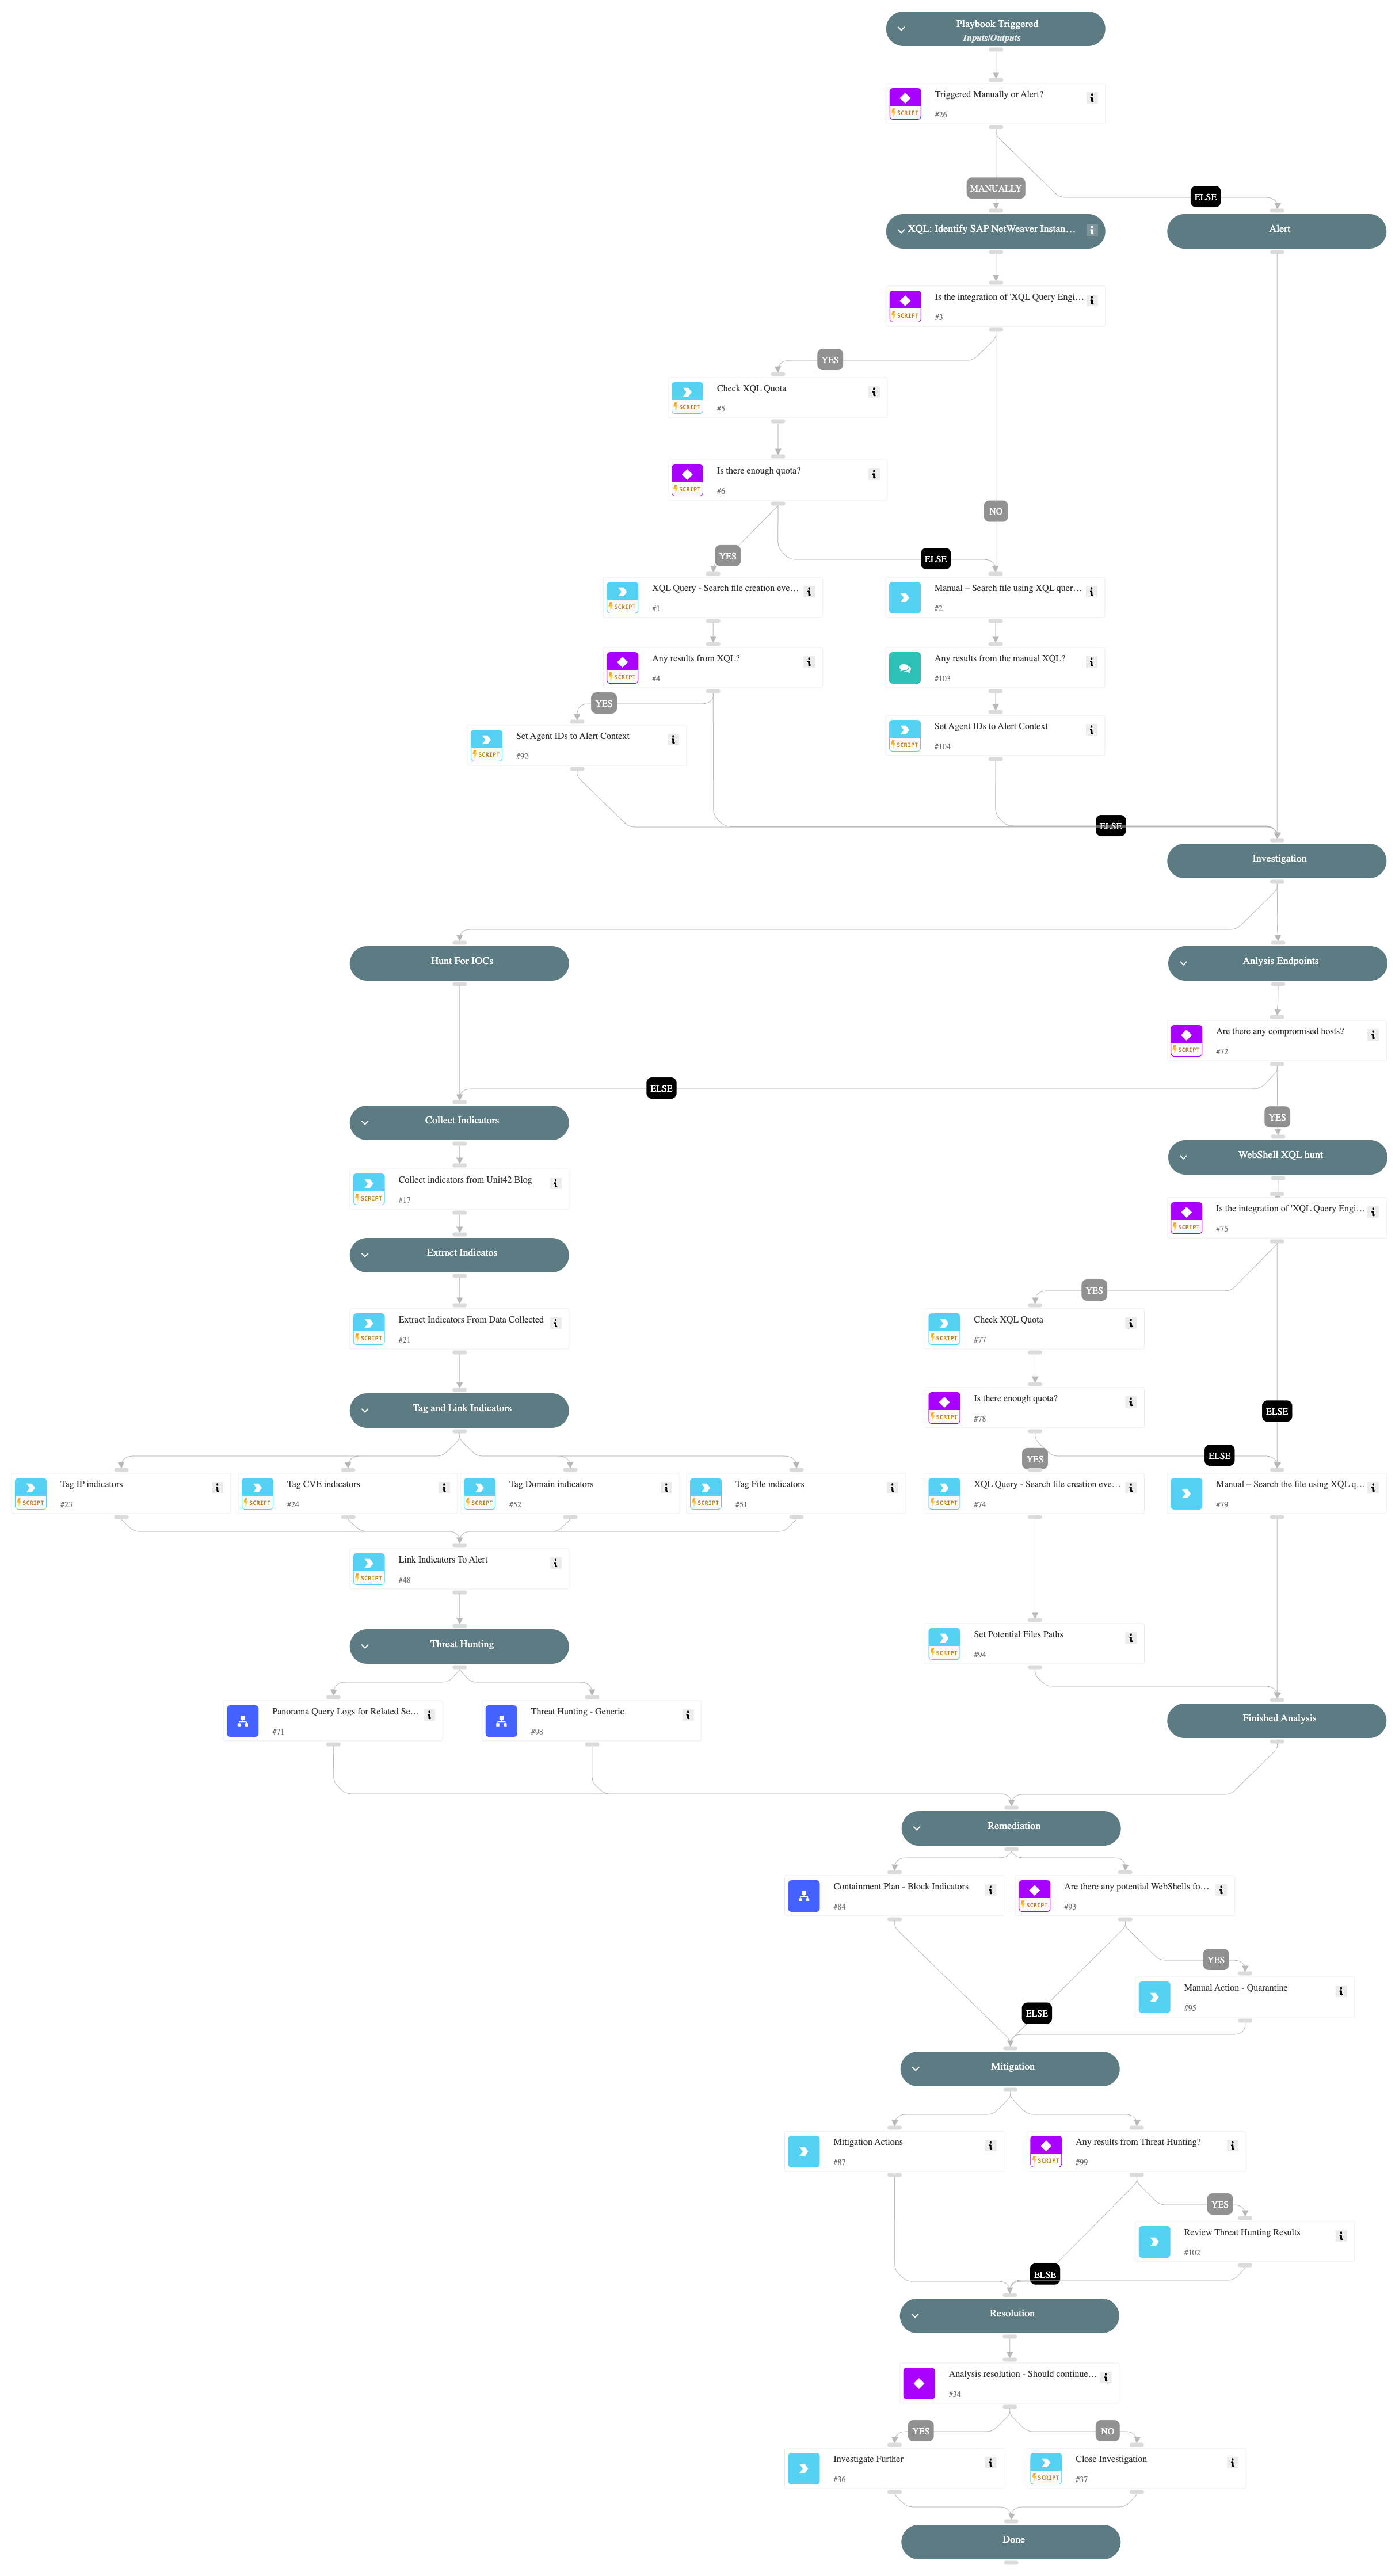 Playbook Triggered
Inputs/Outputs
Triggered Manually or Alert?
SCRIPT
#26
MANUALLY
ELSE
XQL: Identify SAP NetWeaver Instan…
Alert
Is the integration of 'XQL Query Engi…
SCRIPT
#3
YES
Check XQL Quota
SCRIPT
#5
Is there enough quota?
SCRIPT
#6
NO
YES
ELSE
XQL Query - Search file creation eve…
SCRIPT
#1
Manual – Search file using XQL quer…
#2
Any results from XQL?
SCRIPT
#4
Any results from the manual XQL?
#103
YES
Set Agent IDs to Alert Context
SCRIPT
#92
Set Agent IDs to Alert Context
SCRIPT
#104
ELSE
Investigation
Hunt For IOCs
Anlysis Endpoints
Are there any compromised hosts?
SCRIPT
#72
ELSE
YES
Collect Indicators
WebShell XQL hunt
Collect indicators from Unit42 Blog
SCRIPT
#17
Is the integration of 'XQL Query Engi…
SCRIPT
#75
Extract Indicatos
YES
Extract Indicators From Data Collected
SCRIPT
#21
Check XQL Quota
SCRIPT
#77
Tag and Link Indicators
Is there enough quota?
SCRIPT
#78
ELSE
YES
ELSE
Tag IP indicators
SCRIPT
#23
Tag CVE indicators
SCRIPT
#24
Tag Domain indicators
SCRIPT
#52
Tag File indicators
SCRIPT
#51
XQL Query - Search file creation eve…
SCRIPT
#74
Manual – Search the file using XQL q…
#79
Link Indicators To Alert
SCRIPT
#48
Threat Hunting
Set Potential Files Paths
SCRIPT
#94
Panorama Query Logs for Related Se…
#71
Threat Hunting - Generic
#98
Finished Analysis
Remediation
Containment Plan - Block Indicators
#84
Are there any potential WebShells fo…
SCRIPT
#93
YES
Manual Action - Quarantine
#95
ELSE
Mitigation
Mitigation Actions
#87
Any results from Threat Hunting?
SCRIPT
#99
YES
Review Threat Hunting Results
#102
ELSE
Resolution
Analysis resolution - Should continue…
#34
YES
NO
Investigate Further
#36
Close Investigation
SCRIPT
#37
Done